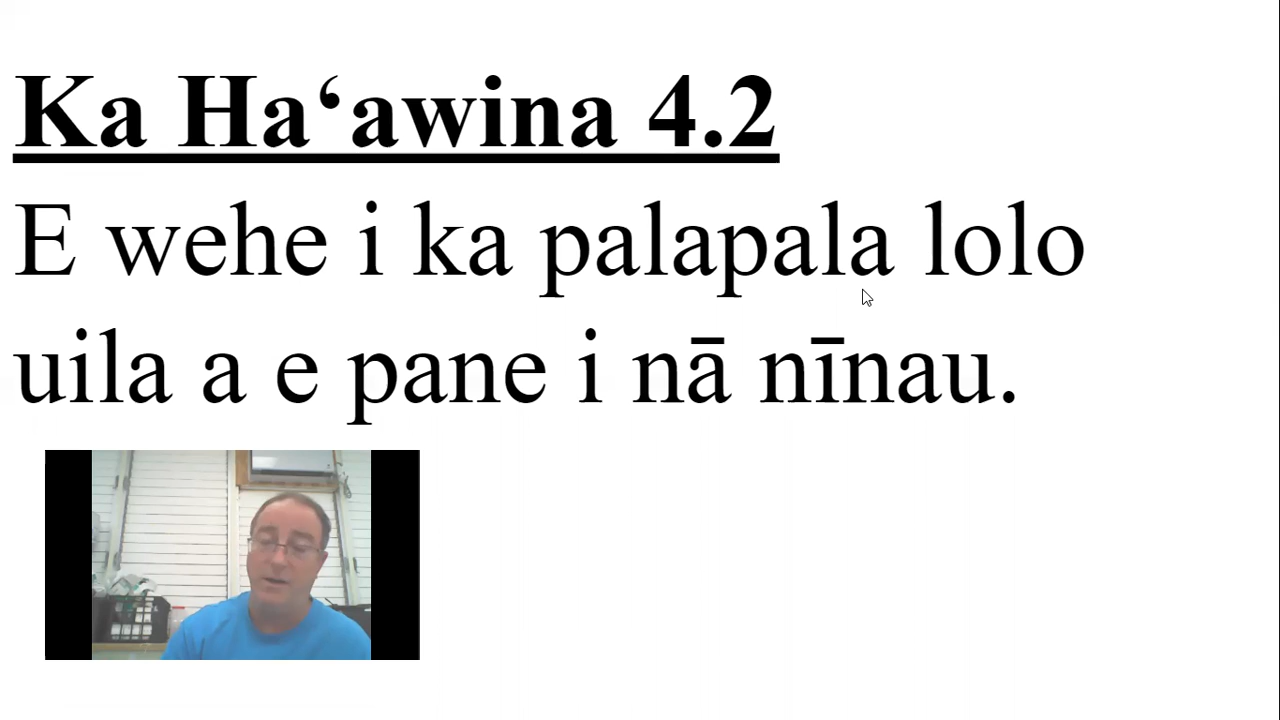 Ka Haʻawina 4.2
E wehe i ka palapala lolo
uila a e pane i nā nīnau.